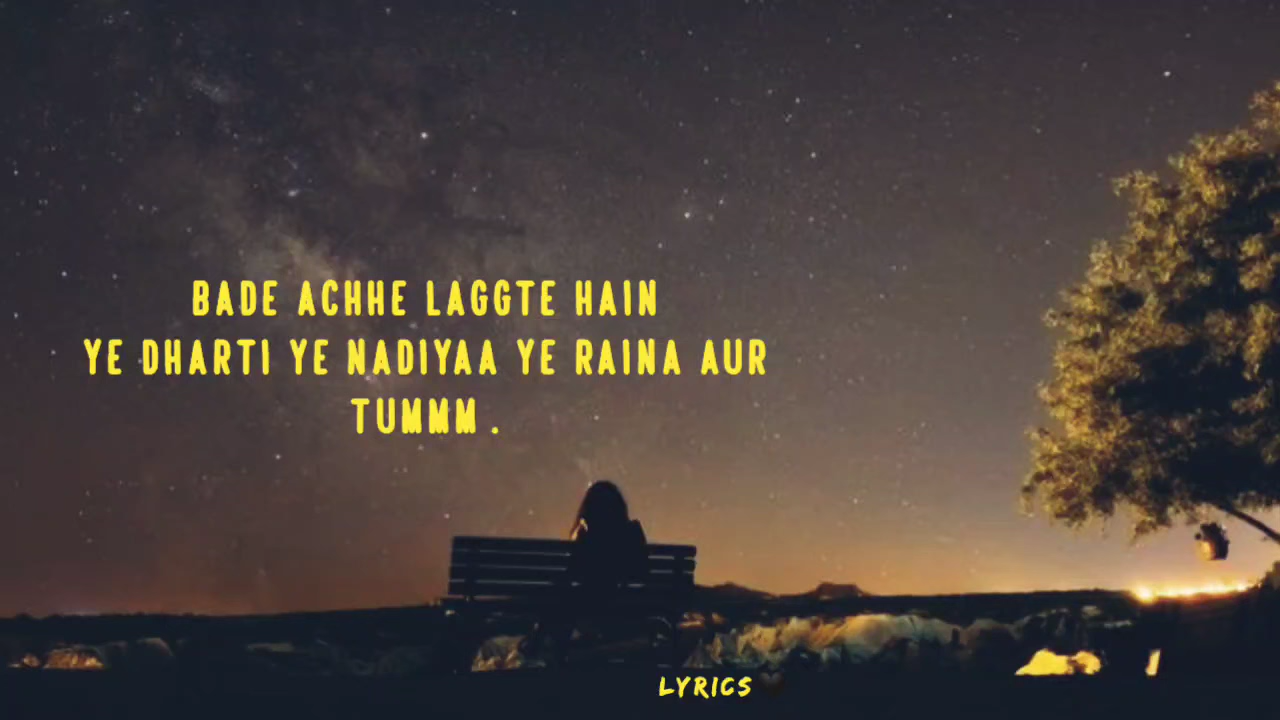 BADE ACHHE LAGGTE HAIN
YE DHARTI YE NADIYAA YE RAINA AUR
TUMMM .
LYRICS